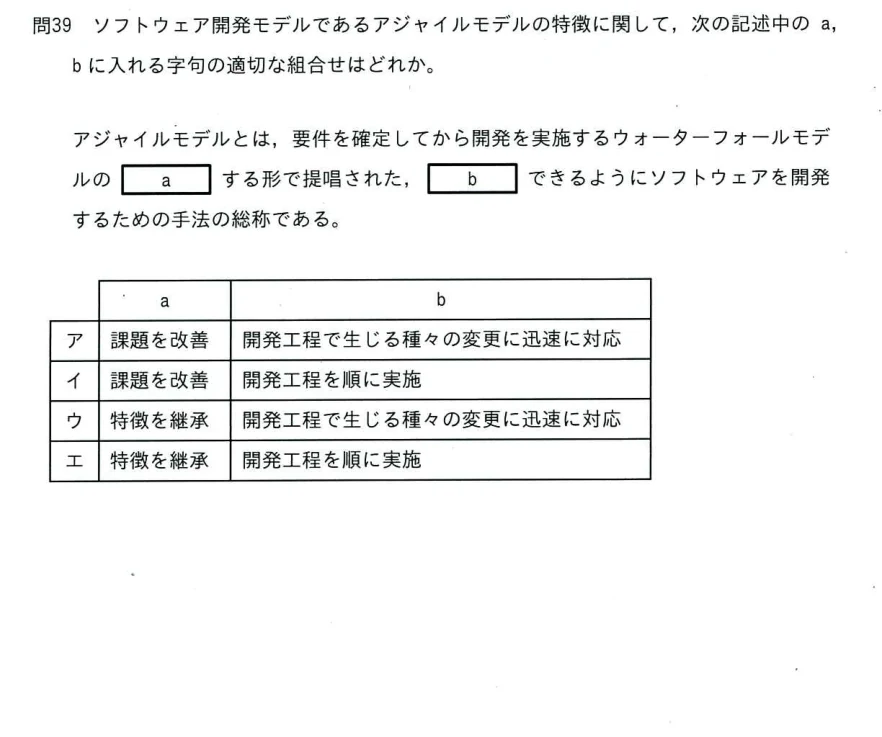 問39 ソフトウェア開発モデルであるアジャイルモデルの特徴に関して，次の記述中の a，
b に入れる字句の適切な組合せはどれか。
アジャイルモデルとは，要件を確定してから開発を実施するウォーターフォールモデ
ルの a する形で提唱された， b できるようにソフトウェアを開発
するための手法の総称である。
a b
ア 課題を改善 開発工程で生じる種々の変更に迅速に対応
イ 課題を改善 開発工程を順に実施
ウ 特徴を継承 開発工程で生じる種々の変更に迅速に対応
エ 特徴を継承 開発工程を順に実施